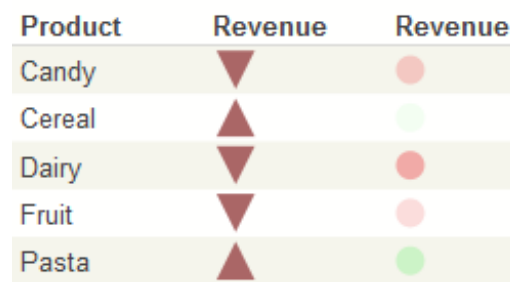 Product Revenue Revenue
Candy
Cereal
Dairy
Fruit
Pasta